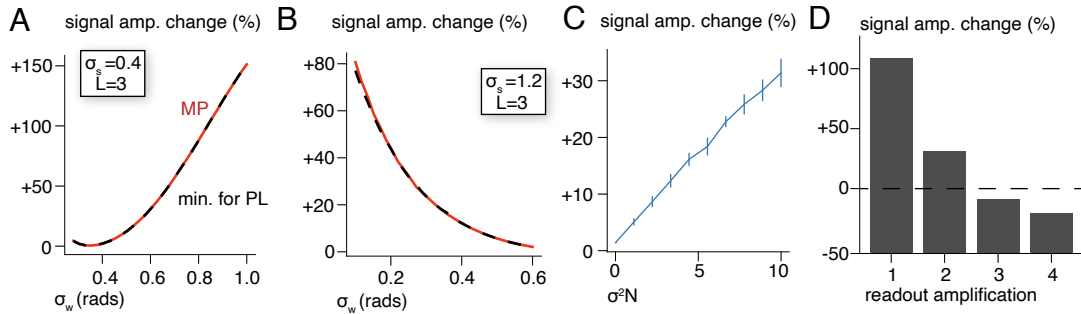 A
signal amp. change (%)
σs=0.4
L=3
MP
min. for PL
+150
+100
+50
0
0.4
0.6
0.8
1.0
σw (rads)
B
signal amp. change (%)
σs=1.2
L=3
+80
+60
+40
+20
0
0.2
0.4
0.6
σw (rads)
C
signal amp. change (%)
+30
+20
+10
0
0
5
10
σ²N
D
signal amp. change (%)
+100
+50
0
-50
1
2
3
4
readout amplification